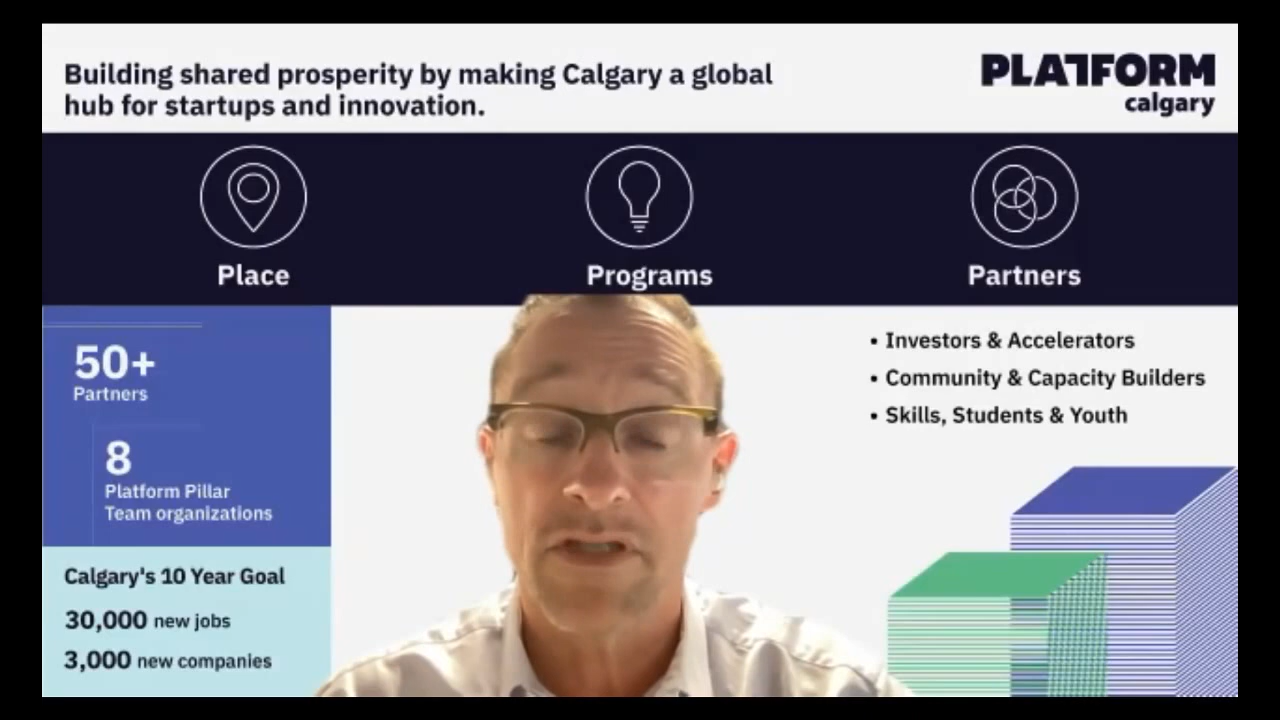 Building shared prosperity by making Calgary a global
hub for startups and innovation.
PLATFORM
calgary
Place
Programs
Partners
50+
Partners
8
Platform Pillar
Team organizations
Calgary's 10 Year Goal
30,000 new jobs
3,000 new companies
• Investors & Accelerators
• Community & Capacity Builders
• Skills, Students & Youth